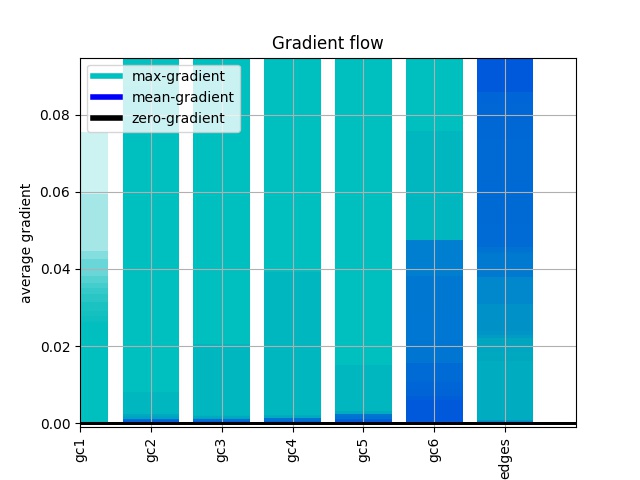 Gradient flow
max-gradient
mean-gradient
zero-gradient
average gradient
0.08
0.06
0.04
0.02
0.00
gc1
gc2
gc3
gc4
gc5
gc6
edges